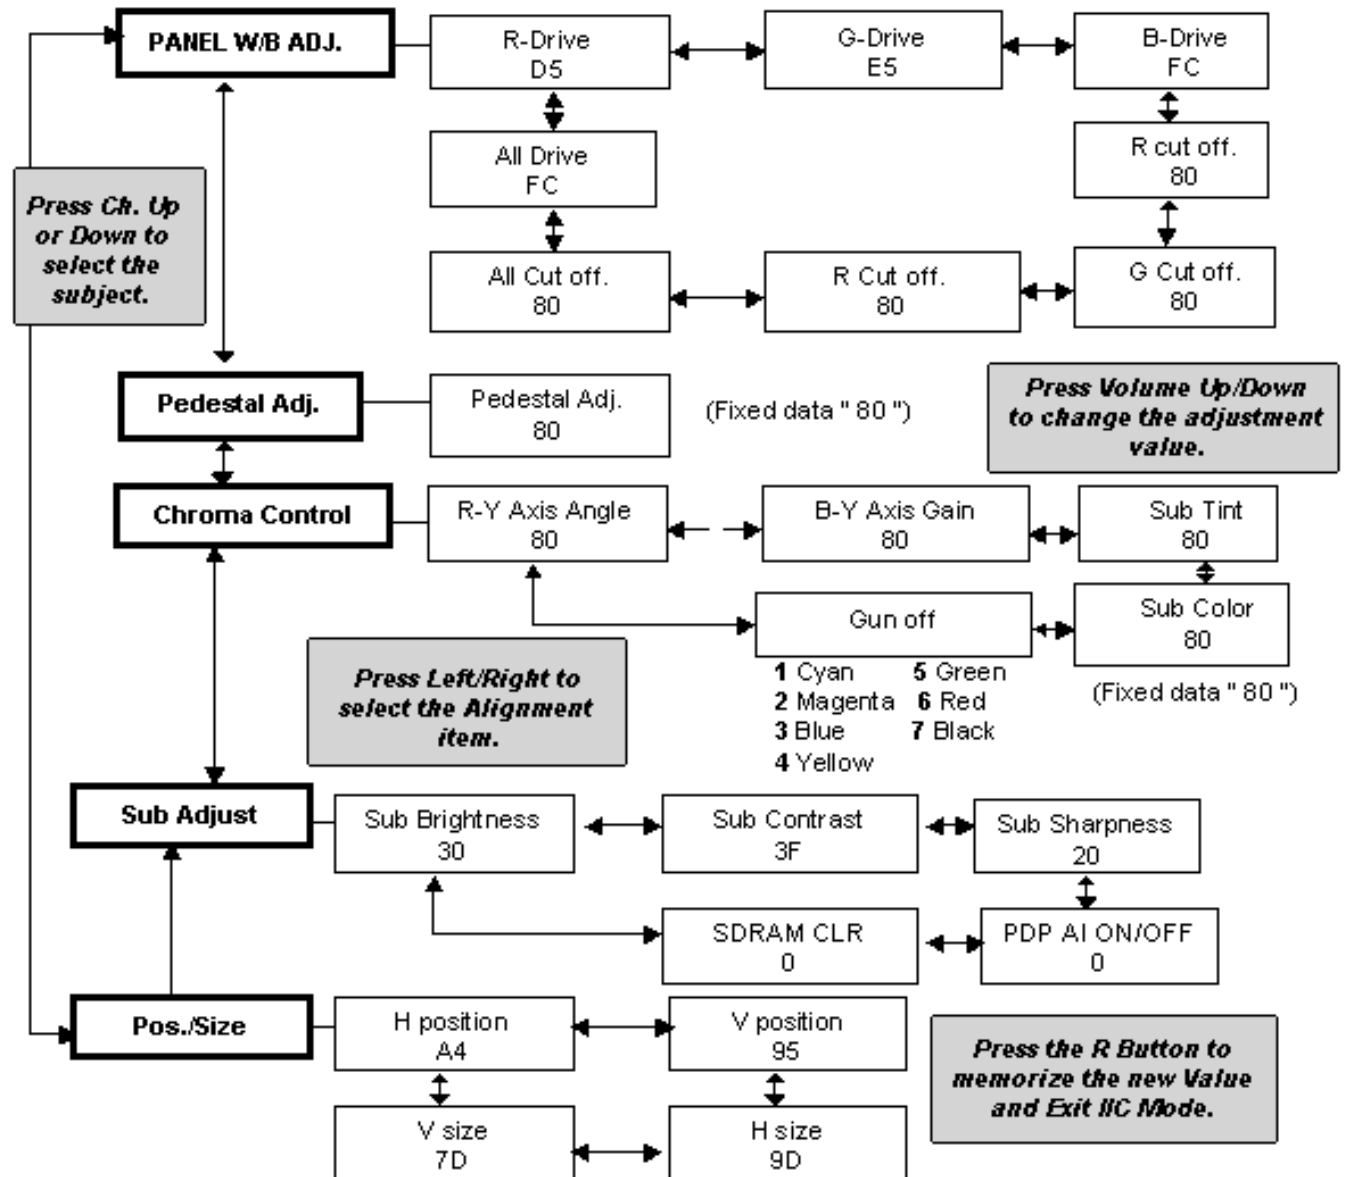 PANEL W/B ADJ.
R-Drive
D5
G-Drive
E5
B-Drive
FC
All Drive
FC
R cut off.
80
Press Ch. Up
or Down to
select the
subject.
All Cut off.
80
R Cut off.
80
G Cut off.
80
Pedestal Adj.
Pedestal Adj.
80
(Fixed data " 80 ")
Press Volume Up/Down
to change the adjustment
value.
Chroma Control
R-Y Axis Angle
80
B-Y Axis Gain
80
Sub Tint
80
Gun off
Sub Color
80
1 Cyan 5 Green
2 Magenta 6 Red
3 Blue 7 Black
4 Yellow
(Fixed data " 80 ")
Press Left/Right to
select the Alignment
item.
Sub Adjust
Sub Brightness
30
Sub Contrast
3F
Sub Sharpness
20
SDRAM CLR
0
PDP AI ON/OFF
0
Pos./Size
H position
A4
V position
95
Press the R Button to
memorize the new Value
and Exit IIC Mode.
V size
7D
H size
9D